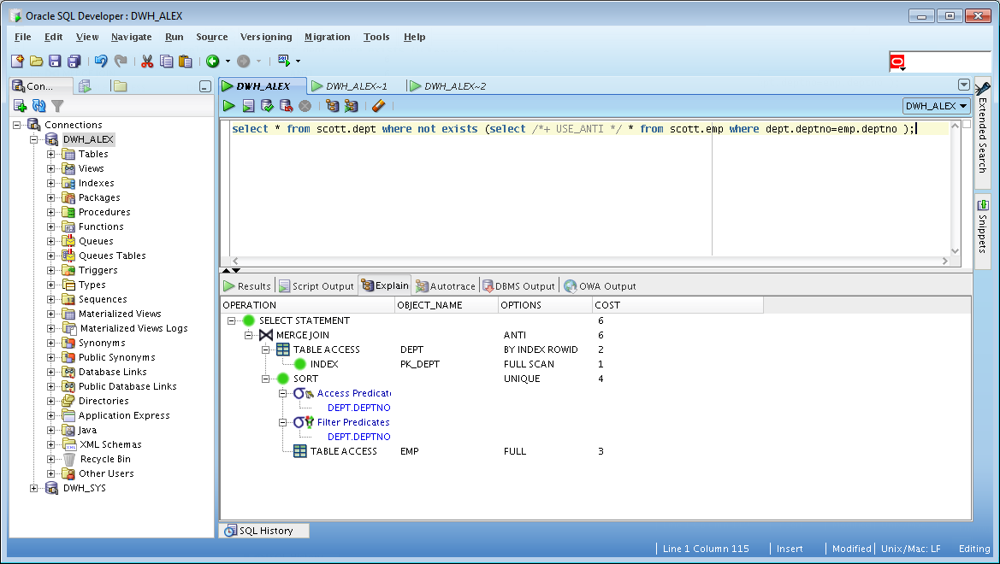 Oracle SQL Developer : DWH_ALEX
File Edit View Navigate Run Source Versioning Migration Tools Help
Con...
DWH_ALEX DWH_ALEX~1 DWH_ALEX~2
DWH_ALEX
Connections
DWH_ALEX
Tables
Views
Indexes
Packages
Procedures
Functions
Queues
Queues Tables
Triggers
Types
Sequences
Materialized Views
Materialized Views Logs
Synonyms
Public Synonyms
Database Links
Public Database Links
Directories
Application Express
Java
XML Schemas
Recycle Bin
Other Users
DWH_SYS
select * from scott.dept where not exists (select /*+ USE_ANTI */ * from scott.emp where dept.deptno=emp.deptno );
Extended Search
Snippets
Results Script Output Explain Autotrace DBMS Output OWA Output
OPERATION OBJECT_NAME OPTIONS COST
SELECT STATEMENT 6
MERGE JOIN ANTI 6
TABLE ACCESS DEPT BY INDEX ROWID 2
INDEX PK_DEPT FULL SCAN 1
SORT UNIQUE 4
Access Predicat
DEPT.DEPTNO
Filter Predicates
DEPT.DEPTNO
TABLE ACCESS EMP FULL 3
SQL History
Line 1 Column 115 Insert Modified Unix/Mac: LF Editing